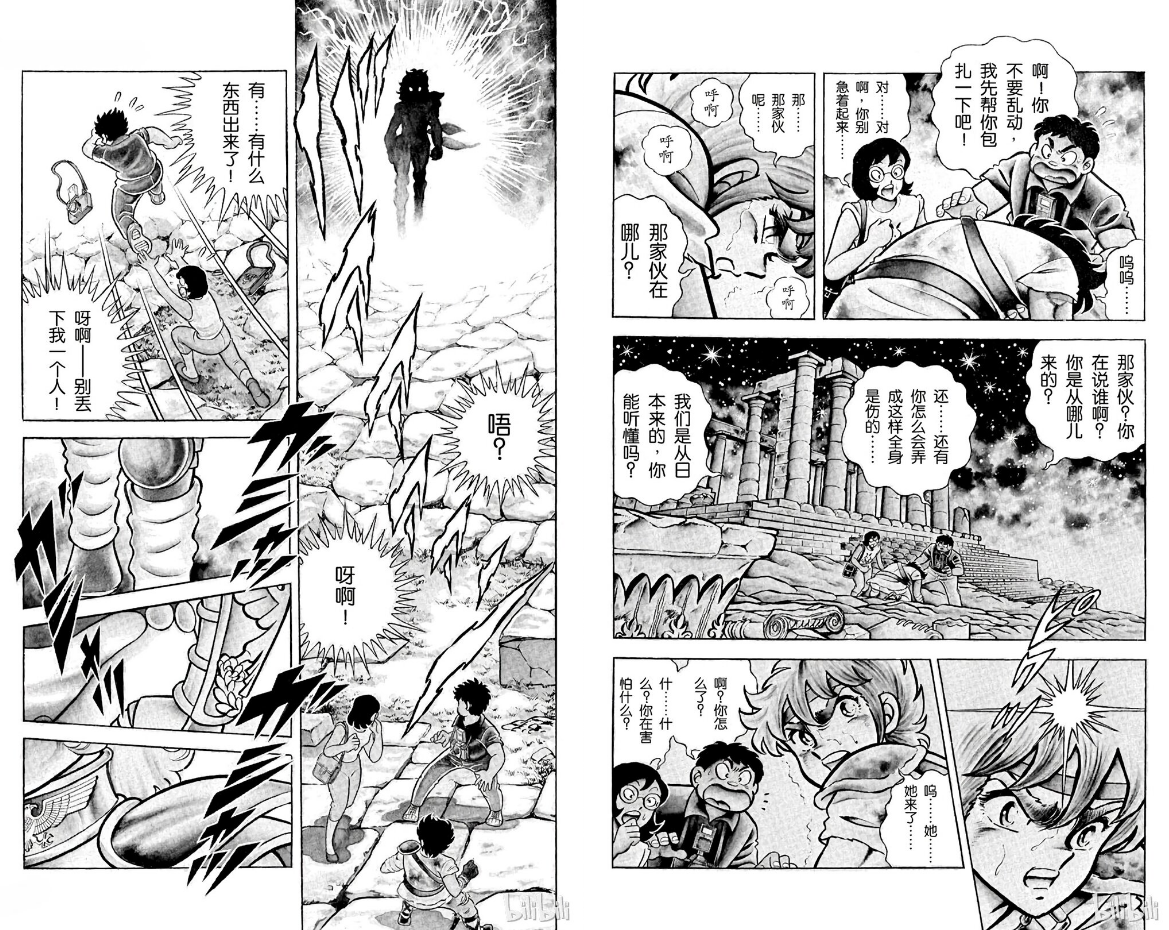 啊！你
不要乱动，
我先帮你包
扎一下吧！
对……对
啊，你别
急着起来…
呜呜……
那…
那家伙
呢……
呼啊
呼啊
呼啊
那家伙在
哪儿？
那家伙？你
在说谁啊？
你是从哪儿
来的？
还……还有
你怎么会弄
成这样全身
是伤的……
我们是从日
本来的，你
能听懂吗？
呜……她…
她来了……
啊？你怎
么了？
什……什
么？你在害
怕什么？
唔？
呀啊！
有……有什么
东西出来了！
呀啊——别丢
下我一个人！
bilibili
bilibili